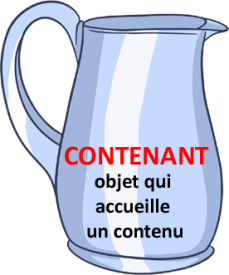 CONTENANT
objet qui
accueille
un contenu